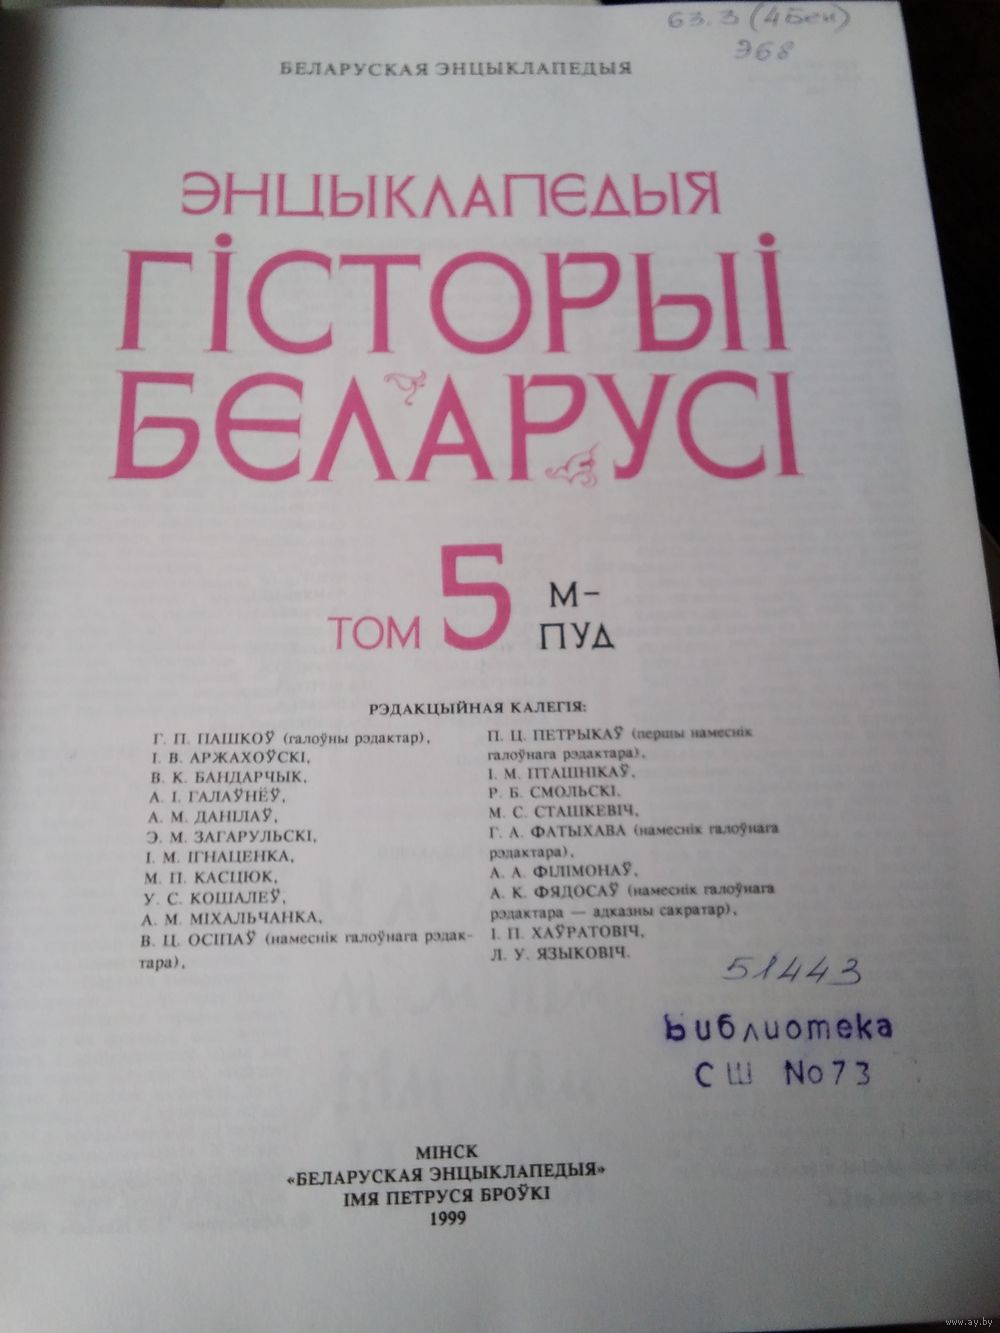 63.3 (4Беи)
Э68
БЕЛАРУСКАЯ ЭНЦЫКЛАПЕДЫЯ
ЭНЦЫКЛАПЕДЫЯ
ГІСТОРЫІ
БЕЛАРУСІ
ТОМ 5 М–
ПУД
РЭДАКЦЫЙНАЯ КАЛЕГІЯ:
Г. П. ПАШКОЎ (галоўны рэдактар),
І. В. АРЖАХОЎСКІ,
В. К. БАНДАРЧЫК,
А. І. ГАЛАЎНЁЎ,
А. М. ДАНІЛАЎ,
Э. М. ЗАГАРУЛЬСКІ,
І. М. ІГНАЦЕНКА,
М. П. КАСЦЮК,
У. С. КОШАЛЕЎ,
А. М. МІХАЛЬЧАНКА,
В. Ц. ОСІПАЎ (намеснік галоўнага рэдак-
тара),
П. Ц. ПЕТРЫКАЎ (першы намеснік
галоўнага рэдактара),
І. М. ПТАШНІКАЎ,
Р. Б. СМОЛЬСКІ,
М. С. СТАШКЕВІЧ,
Г. А. ФАТЫХАВА (намеснік галоўнага
рэдактара),
А. А. ФІЛІМОНАЎ,
А. К. ФЯДОСАЎ (намеснік галоўнага
рэдактара — адказны сакратар),
І. П. ХАЎРАТОВІЧ,
Л. У. ЯЗЫКОВІЧ.
51443
Библиотека
СШ No73
МІНСК
«БЕЛАРУСКАЯ ЭНЦЫКЛАПЕДЫЯ»
ІМЯ ПЕТРУСЯ БРОЎКІ
1999
www.ay.by